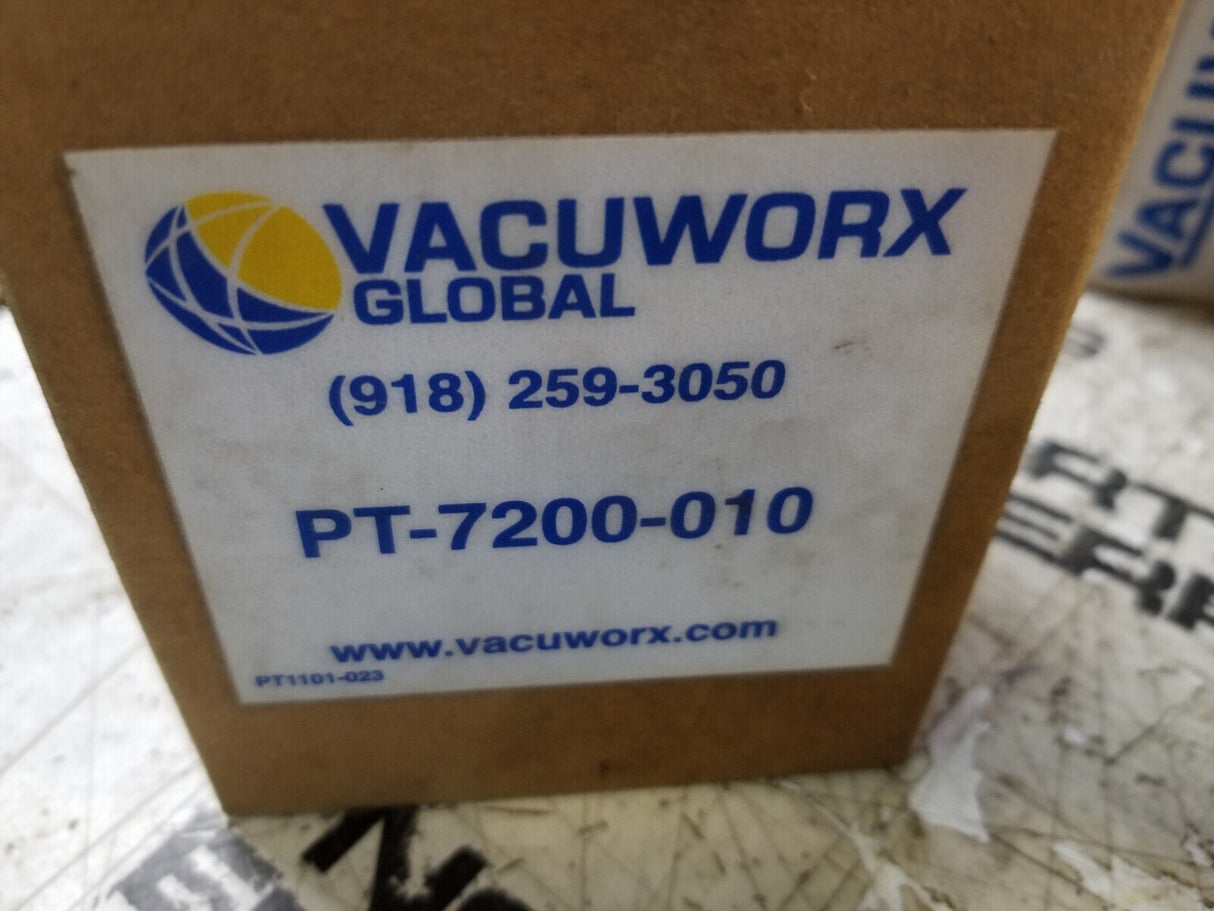 VACUWORX
GLOBAL
(918) 259-3050
PT-7200-010
www.vacuworx.com
PT1101-023